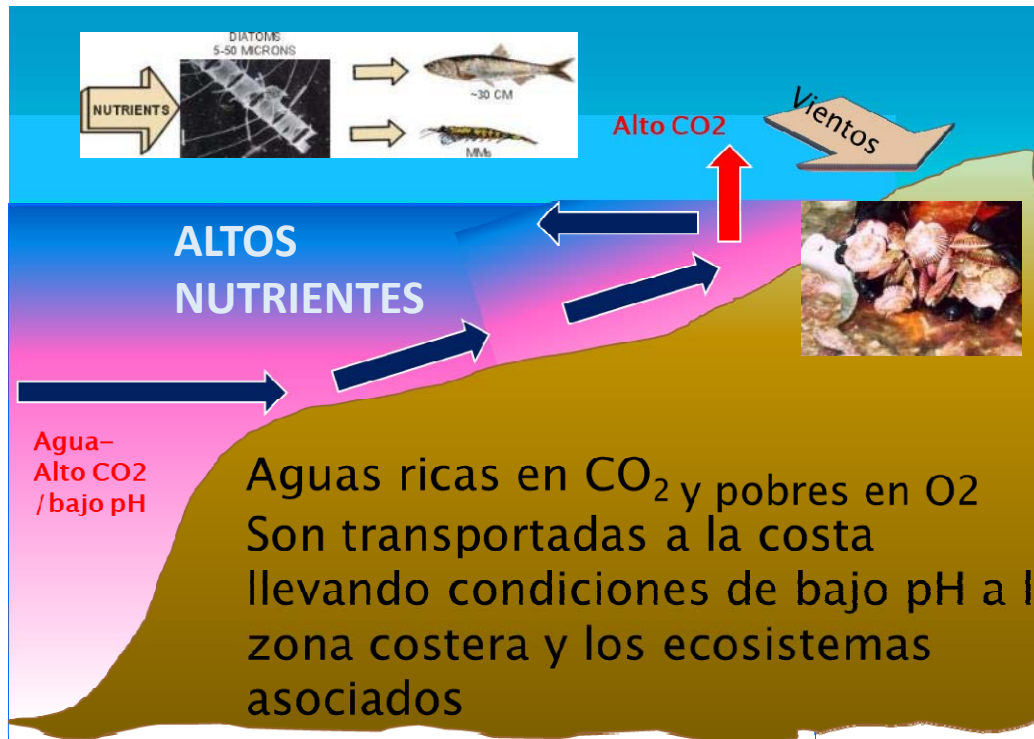 DIATOMS
5-50 MICRONS
NUTRIENTS
~30 CM
MMs
Alto CO2
Vientos
ALTOS
NUTRIENTES
Agua-
Alto CO2
/bajo pH
Aguas ricas en CO2 y pobres en O2
Son transportadas a la costa
llevando condiciones de bajo pH a l
zona costera y los ecosistemas
asociados